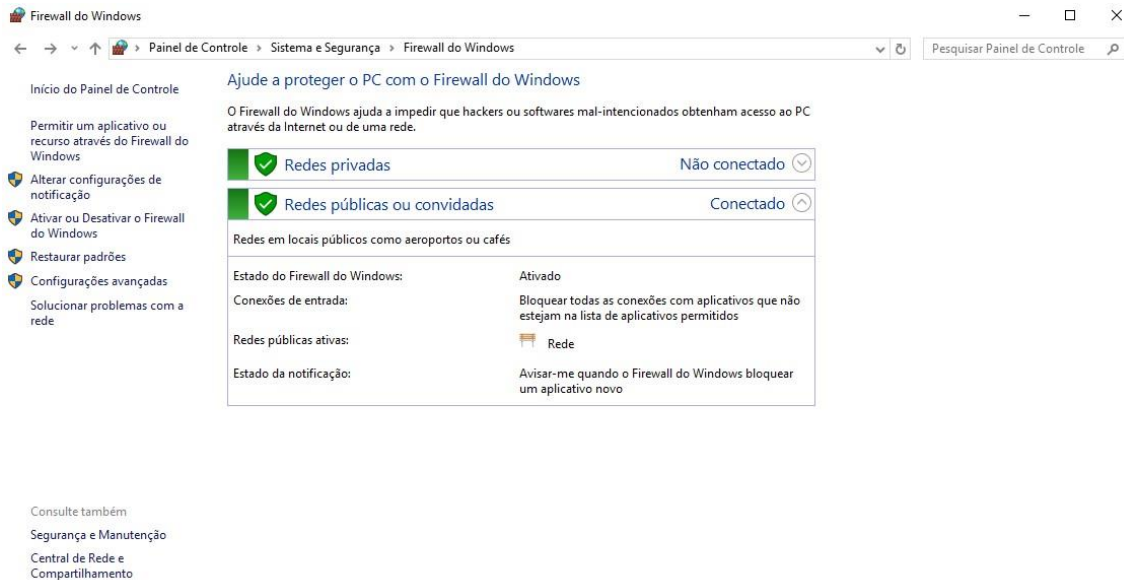 Firewall do Windows
Painel de Controle > Sistema e Segurança > Firewall do Windows
Pesquisar Painel de Controle
Início do Painel de Controle
Permitir um aplicativo ou
recurso através do Firewall do
Windows
Alterar configurações de
notificação
Ativar ou Desativar o Firewall
do Windows
Restaurar padrões
Configurações avançadas
Solucionar problemas com a
rede
Ajude a proteger o PC com o Firewall do Windows
O Firewall do Windows ajuda a impedir que hackers ou softwares mal-intencionados obtenham acesso ao PC
através da Internet ou de uma rede.
Redes privadas Não conectado
Redes públicas ou convidadas Conectado
Redes em locais públicos como aeroportos ou cafés
Estado do Firewall do Windows: Ativado
Conexões de entrada: Bloquear todas as conexões com aplicativos que não
estejam na lista de aplicativos permitidos
Redes públicas ativas: Rede
Estado da notificação: Avisar-me quando o Firewall do Windows bloquear
um aplicativo novo
Consulte também
Segurança e Manutenção
Central de Rede e
Compartilhamento